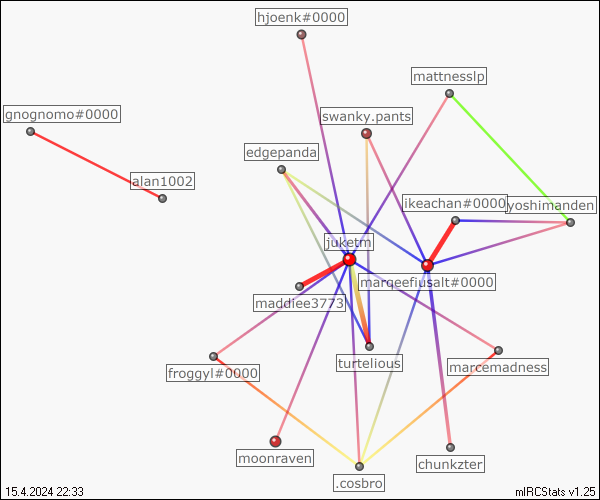 hjoenk#0000
mattnesslp
gnognomo#0000
swanky.pants
edgepanda
alan1002
ikeachan#0000
yoshimanden
juketm
marqeefiusalt#0000
maddiee3773
turtelious
marcemadness
froggyl#0000
moonraven
chunkzter
.cosbro
15.4.2024 22:33
mIRCStats v1.25